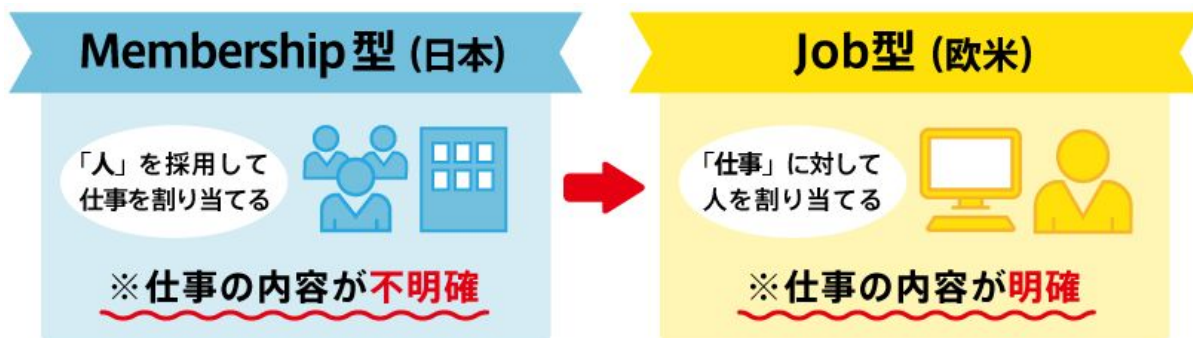 Membership型 (日本)
「人」を採用して
仕事を割り当てる
※仕事の内容が不明確
Job型 (欧米)
「仕事」に対して
人を割り当てる
※仕事の内容が明確